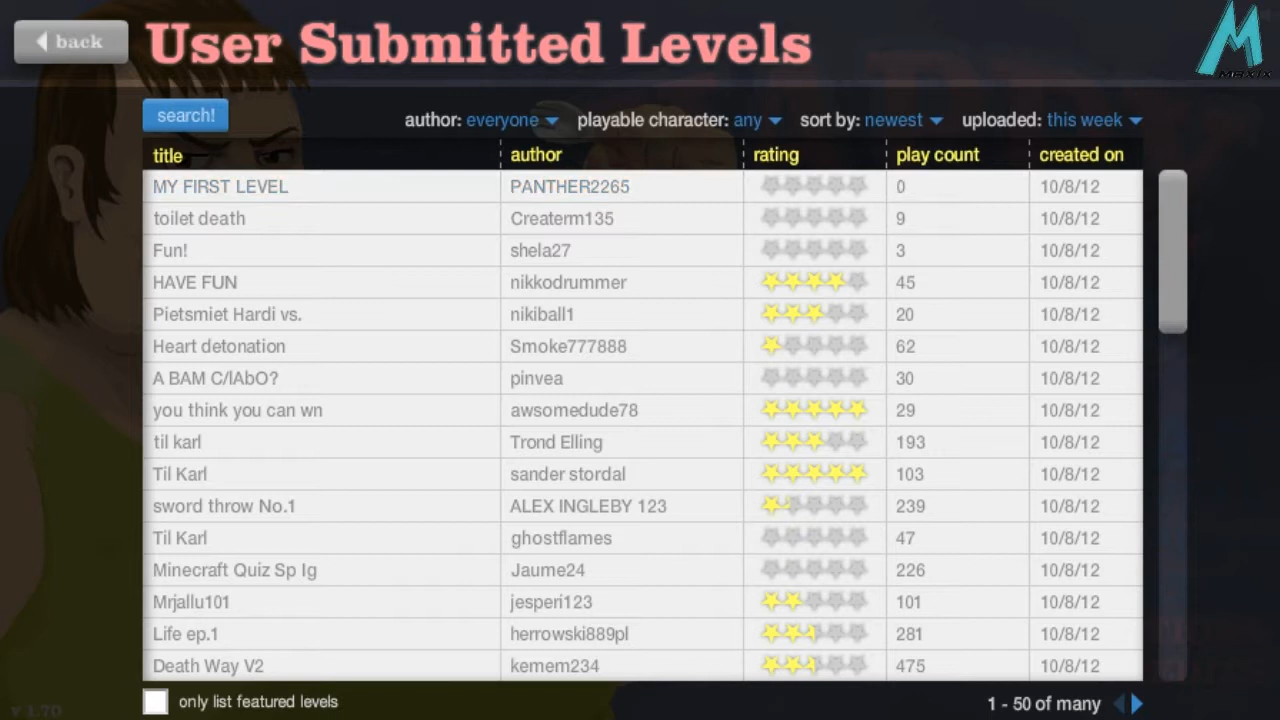 back
User Submitted Levels
M
MAXIX
search!
author: everyone playable character: any sort by: newest uploaded: this week
title author rating play count created on
MY FIRST LEVEL PANTHER2265 0 10/8/12
toilet death Createrm135 9 10/8/12
Fun! shela27 3 10/8/12
HAVE FUN nikkodrummer 45 10/8/12
Pietsmiet Hardi vs. nikiball1 20 10/8/12
Heart detonation Smoke777888 62 10/8/12
A BAM C/lAbO? pinvea 30 10/8/12
you think you can wn awsomedude78 29 10/8/12
til karl Trond Elling 193 10/8/12
Til Karl sander stordal 103 10/8/12
sword throw No.1 ALEX INGLEBY 123 239 10/8/12
Til Karl ghostflames 47 10/8/12
Minecraft Quiz Sp Ig Jaume24 226 10/8/12
Mrjallu101 jesperi123 101 10/8/12
Life ep.1 herrowski889pl 281 10/8/12
Death Way V2 kemem234 475 10/8/12
only list featured levels 1 - 50 of many
v 1.70